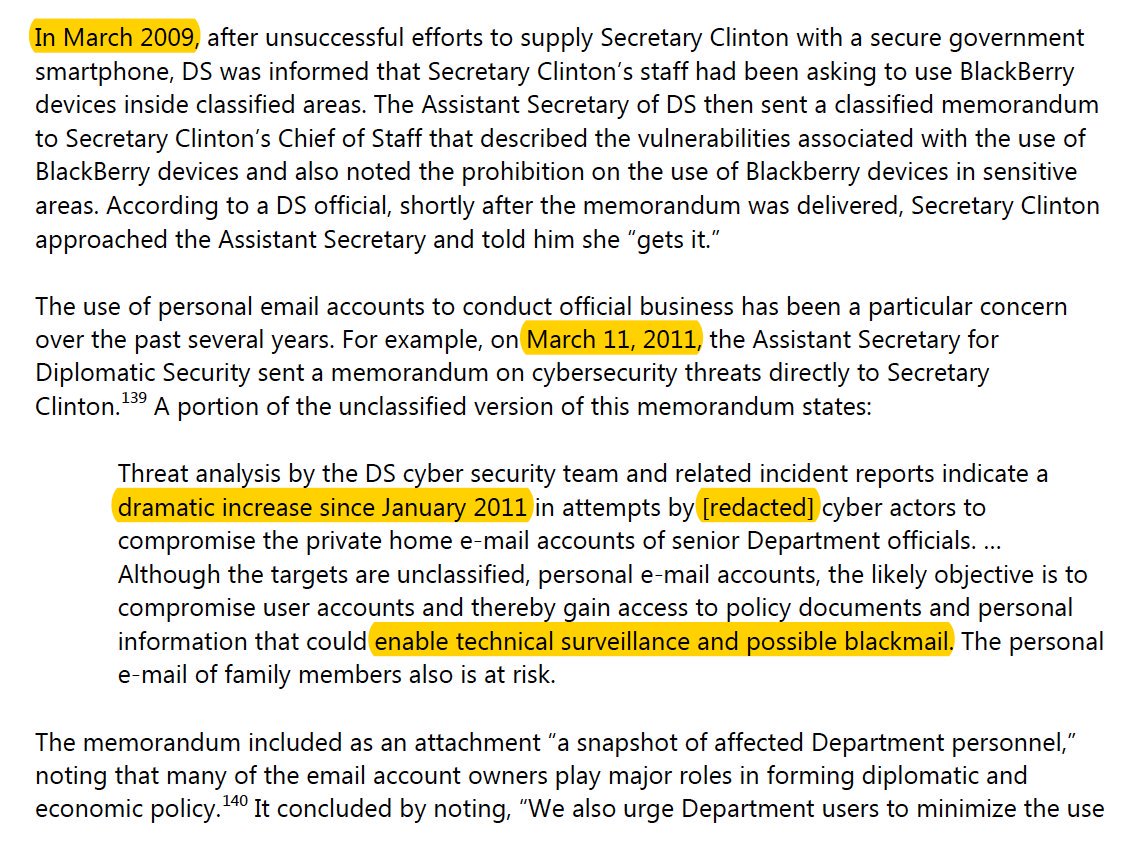 In March 2009, after unsuccessful efforts to supply Secretary Clinton with a secure government
smartphone, DS was informed that Secretary Clinton’s staff had been asking to use BlackBerry
devices inside classified areas. The Assistant Secretary of DS then sent a classified memorandum
to Secretary Clinton’s Chief of Staff that described the vulnerabilities associated with the use of
BlackBerry devices and also noted the prohibition on the use of Blackberry devices in sensitive
areas. According to a DS official, shortly after the memorandum was delivered, Secretary Clinton
approached the Assistant Secretary and told him she “gets it.”
The use of personal email accounts to conduct official business has been a particular concern
over the past several years. For example, on March 11, 2011, the Assistant Secretary for
Diplomatic Security sent a memorandum on cybersecurity threats directly to Secretary
Clinton.139 A portion of the unclassified version of this memorandum states:
Threat analysis by the DS cyber security team and related incident reports indicate a
dramatic increase since January 2011 in attempts by [redacted] cyber actors to
compromise the private home e-mail accounts of senior Department officials. ...
Although the targets are unclassified, personal e-mail accounts, the likely objective is to
compromise user accounts and thereby gain access to policy documents and personal
information that could enable technical surveillance and possible blackmail. The personal
e-mail of family members also is at risk.
The memorandum included as an attachment “a snapshot of affected Department personnel,”
noting that many of the email account owners play major roles in forming diplomatic and
economic policy.140 It concluded by noting, “We also urge Department users to minimize the use